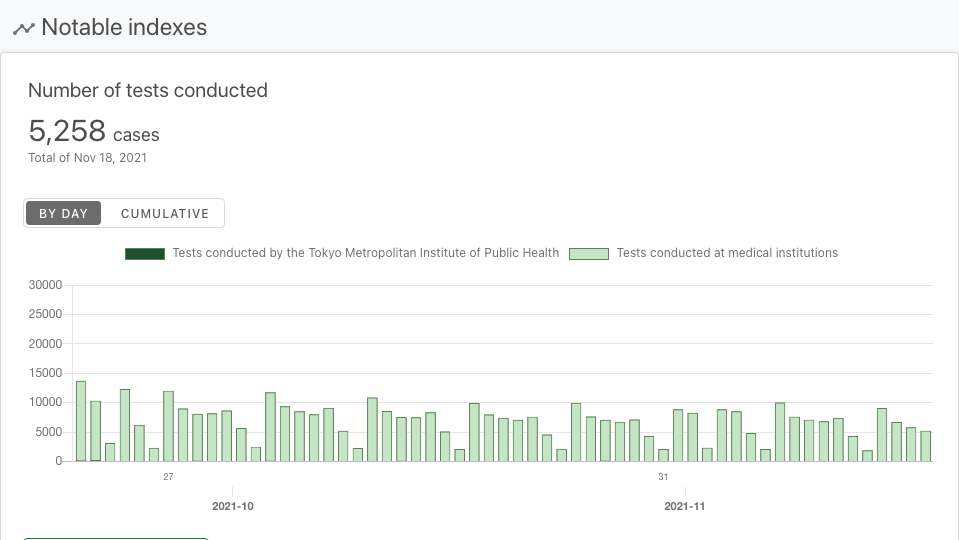 Notable indexes
Number of tests conducted
5,258 cases
Total of Nov 18, 2021
BY DAY CUMULATIVE
Tests conducted by the Tokyo Metropolitan Institute of Public Health Tests conducted at medical institutions
30000
25000
20000
15000
10000
5000
0
27 31
2021-10 2021-11